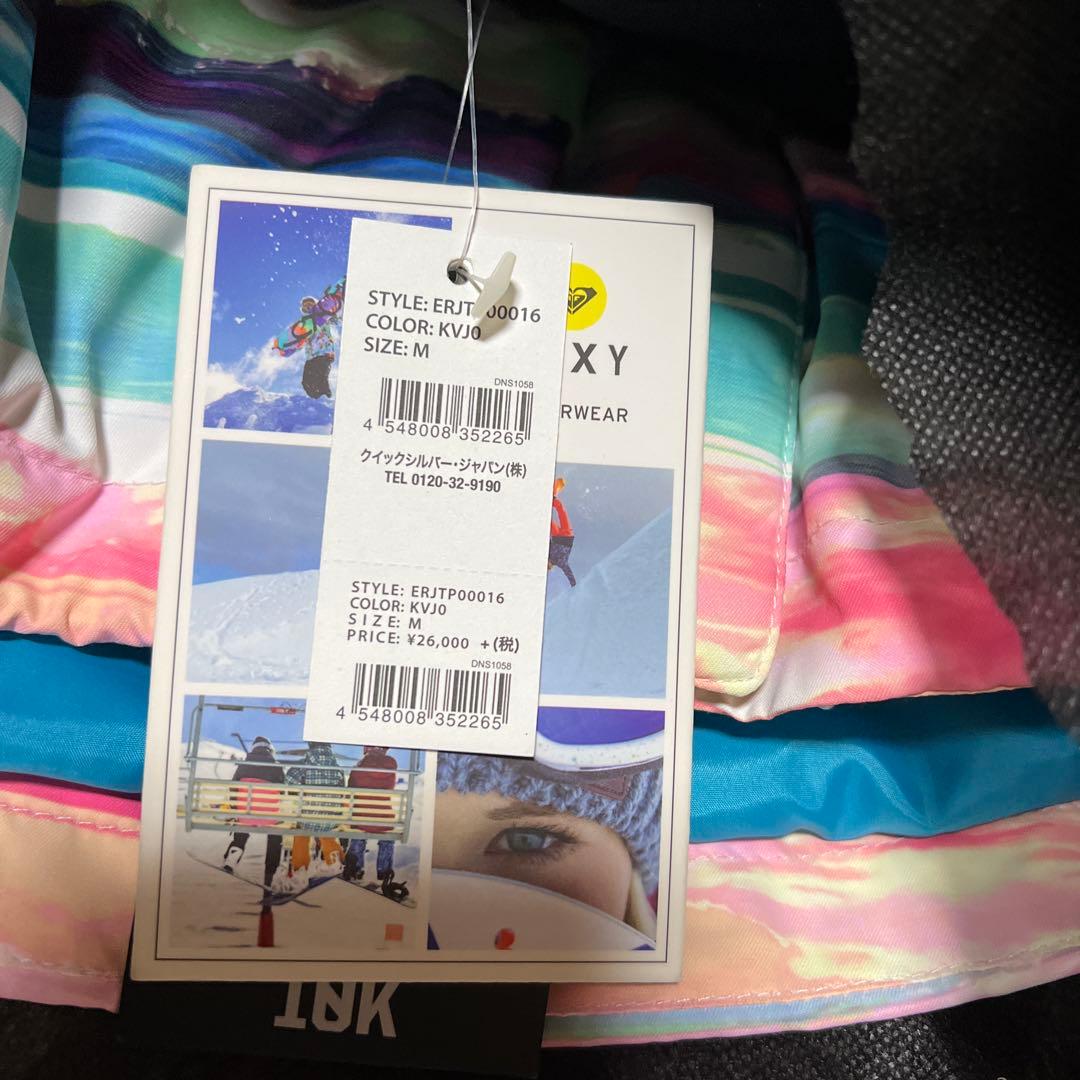 STYLE: ERJTP00016
COLOR: KVJ0
SIZE: M
DNS1058
4 548008 352265
クイックシルバー・ジャパン(株)
TEL 0120-32-9190
STYLE: ERJTP00016
COLOR: KVJ0
SIZE: M
PRICE: ¥26,000 +(税)
DNS1058
4 548008 352265
XY
RWEAR
10K